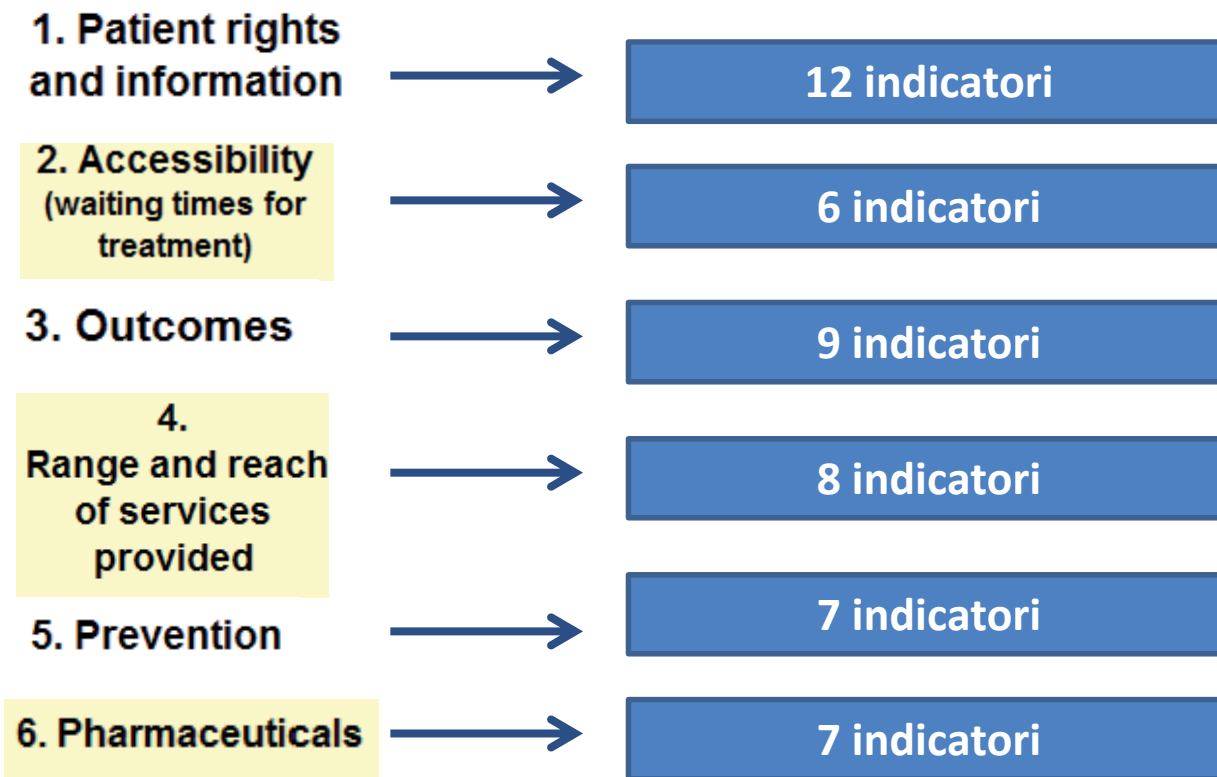 1. Patient rights
and information
12 indicatori
2. Accessibility
(waiting times for
treatment)
6 indicatori
3. Outcomes
9 indicatori
4.
Range and reach
of services
provided
8 indicatori
5. Prevention
7 indicatori
6. Pharmaceuticals
7 indicatori